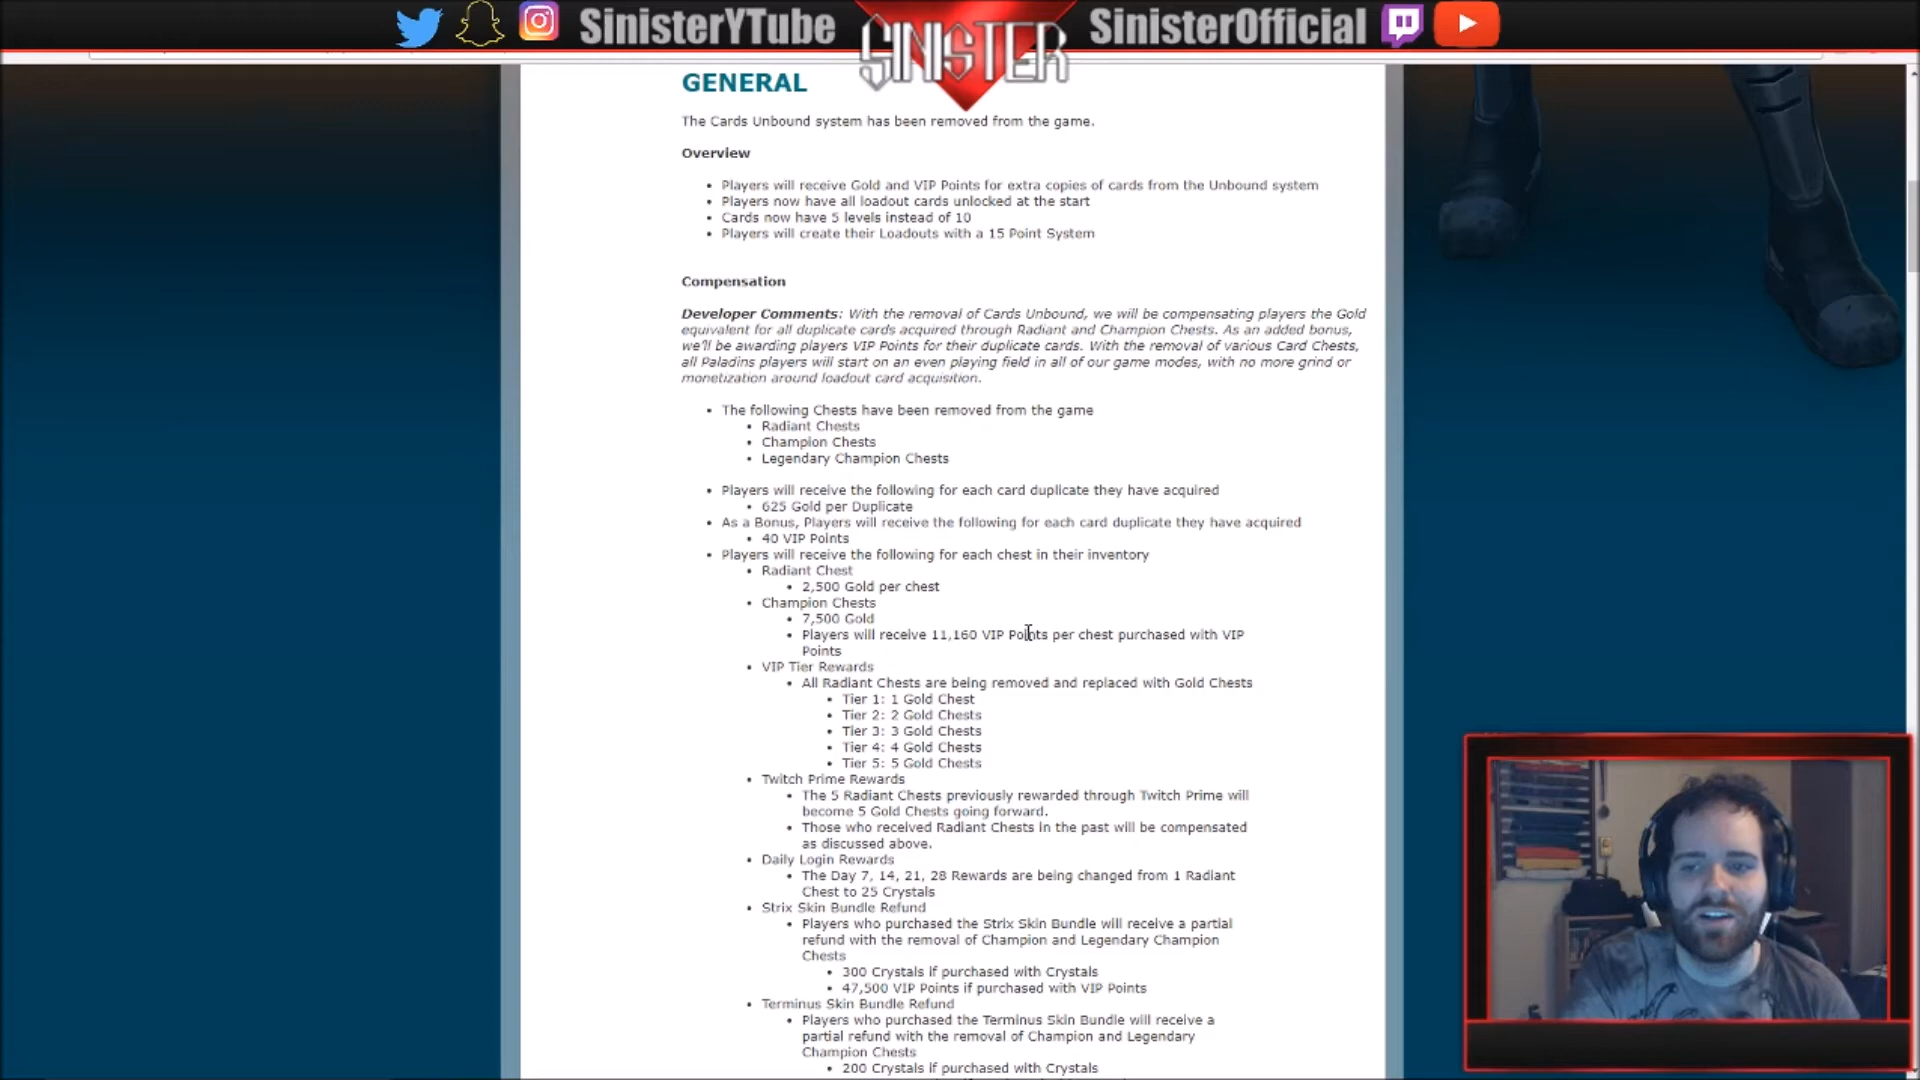 SinisterYTube SINISTER SinisterOfficial
GENERAL
The Cards Unbound system has been removed from the game.
Overview
• Players will receive Gold and VIP Points for extra copies of cards from the Unbound system
• Players now have all loadout cards unlocked at the start
• Cards now have 5 levels instead of 10
• Players will create their Loadouts with a 15 Point System
Compensation
Developer Comments: With the removal of Cards Unbound, we will be compensating players the Gold
equivalent for all duplicate cards acquired through Radiant and Champion Chests. As an added bonus,
we'll be awarding players VIP Points for their duplicate cards. With the removal of various Card Chests,
all Paladins players will start on an even playing field in all of our game modes, with no more grind or
monetization around loadout card acquisition.
• The following Chests have been removed from the game
• Radiant Chests
• Champion Chests
• Legendary Champion Chests
• Players will receive the following for each card duplicate they have acquired
• 625 Gold per Duplicate
• As a Bonus, Players will receive the following for each card duplicate they have acquired
• 40 VIP Points
• Players will receive the following for each chest in their inventory
• Radiant Chest
• 2,500 Gold per chest
• Champion Chests
• 7,500 Gold
• Players will receive 11,160 VIP Points per chest purchased with VIP
Points
• VIP Tier Rewards
• All Radiant Chests are being removed and replaced with Gold Chests
• Tier 1: 1 Gold Chest
• Tier 2: 2 Gold Chests
• Tier 3: 3 Gold Chests
• Tier 4: 4 Gold Chests
• Tier 5: 5 Gold Chests
• Twitch Prime Rewards
• The 5 Radiant Chests previously rewarded through Twitch Prime will
become 5 Gold Chests going forward.
• Those who received Radiant Chests in the past will be compensated
as discussed above.
• Daily Login Rewards
• The Day 7, 14, 21, 28 Rewards are being changed from 1 Radiant
Chest to 25 Crystals
• Strix Skin Bundle Refund
• Players who purchased the Strix Skin Bundle will receive a partial
refund with the removal of Champion and Legendary Champion
Chests
• 300 Crystals if purchased with Crystals
• 47,500 VIP Points if purchased with VIP Points
• Terminus Skin Bundle Refund
• Players who purchased the Terminus Skin Bundle will receive a
partial refund with the removal of Champion and Legendary
Champion Chests
• 200 Crystals if purchased with Crystals